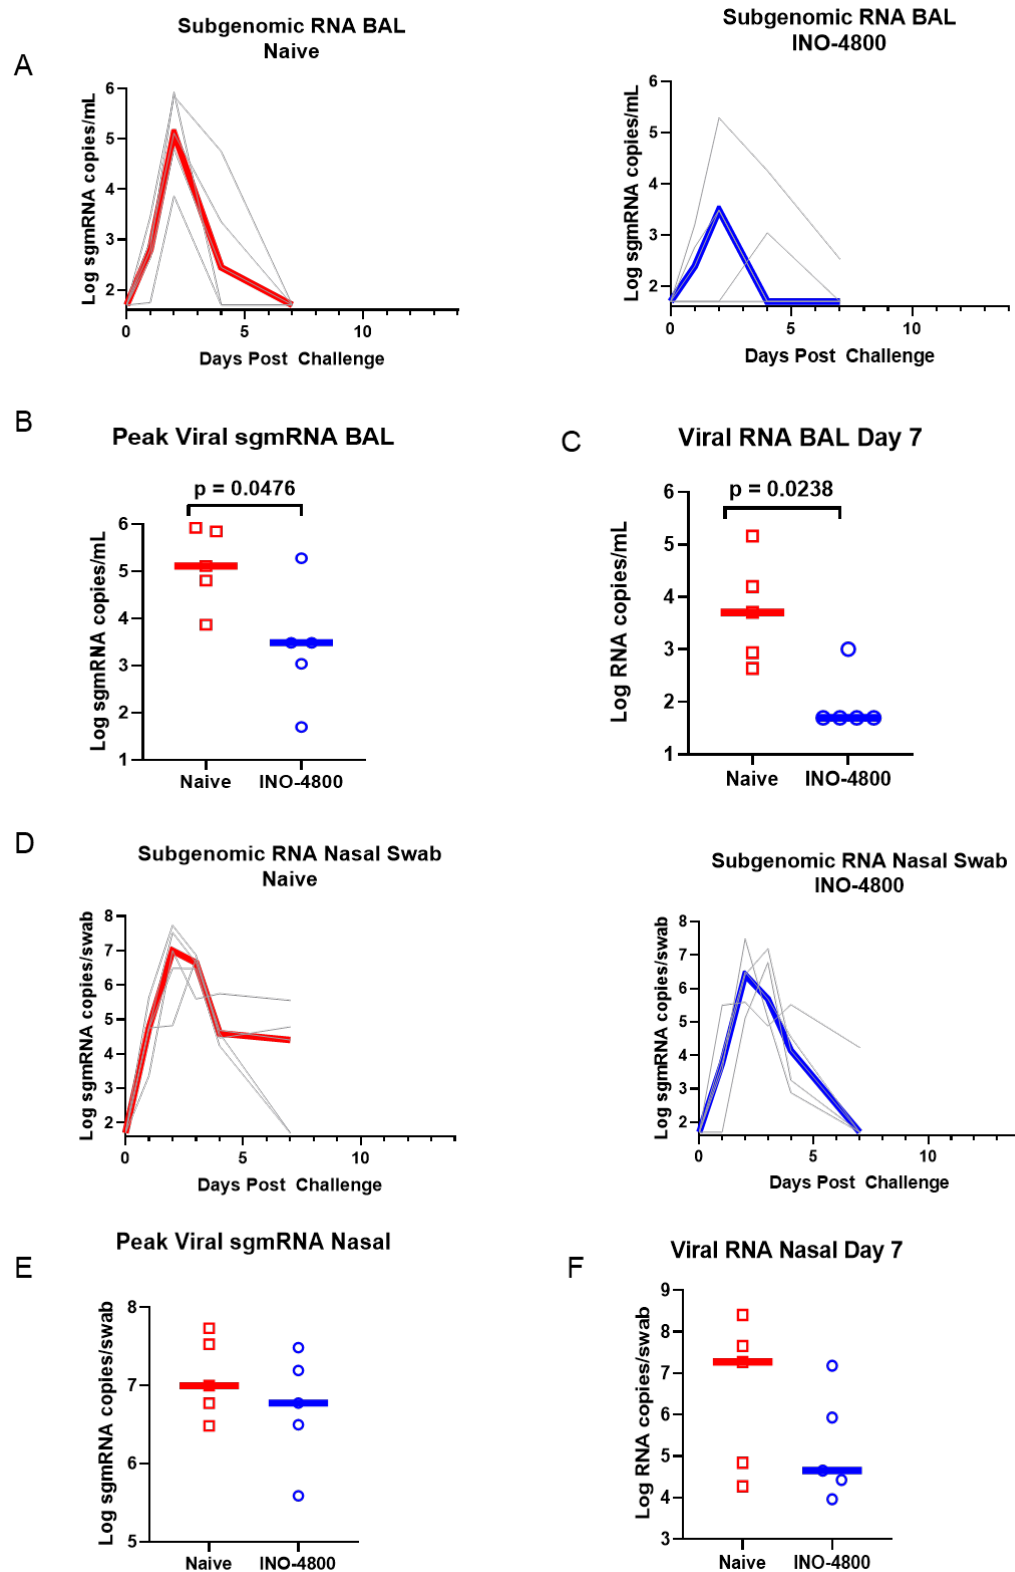 A
Subgenomic RNA BAL
Naive
Log sgmRNA copies/mL
6
5
4
3
2
0
5
10
Days Post Challenge
Subgenomic RNA BAL
INO-4800
Log sgmRNA copies/mL
6
5
4
3
2
0
5
10
Days Post Challenge
B
Peak Viral sgmRNA BAL
p = 0.0476
Log sgmRNA copies/mL
6
5
4
3
2
1
Naive
INO-4800
C
Viral RNA BAL Day 7
p = 0.0238
Log RNA copies/mL
6
5
4
3
2
1
Naive
INO-4800
D
Subgenomic RNA Nasal Swab
Naive
Log sgmRNA copies/swab
8
7
6
5
4
3
2
0
5
10
Days Post Challenge
Subgenomic RNA Nasal Swab
INO-4800
Log sgmRNA copies/swab
8
7
6
5
4
3
2
0
5
10
Days Post Challenge
E
Peak Viral sgmRNA Nasal
Log sgmRNA copies/swab
8
7
6
5
Naive
INO-4800
F
Viral RNA Nasal Day 7
Log RNA copies/swab
9
8
7
6
5
4
3
Naive
INO-4800